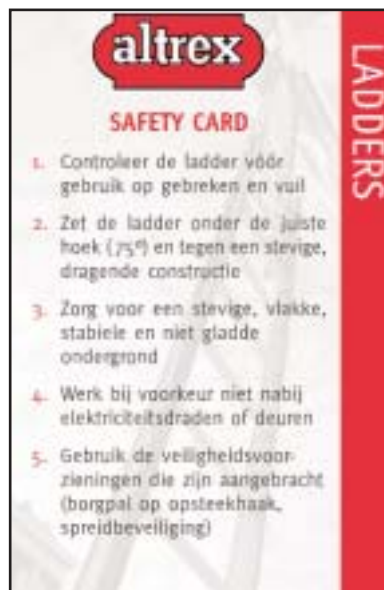 altrex
LADDERS
SAFETY CARD
1. Controleer de ladder vóór
gebruik op gebreken en vuil
2. Zet de ladder onder de juiste
hoek (75º) en tegen een stevige,
dragende constructie
3. Zorg voor een stevige, vlakke,
stabiele en niet gladde
ondergrond
4. Werk bij voorkeur niet nabij
elektriciteitsdraden of deuren
5. Gebruik de veiligheidsvoor-
zieningen die zijn aangebracht
(borgpal op opsteekhaak,
spreidbeveiliging)